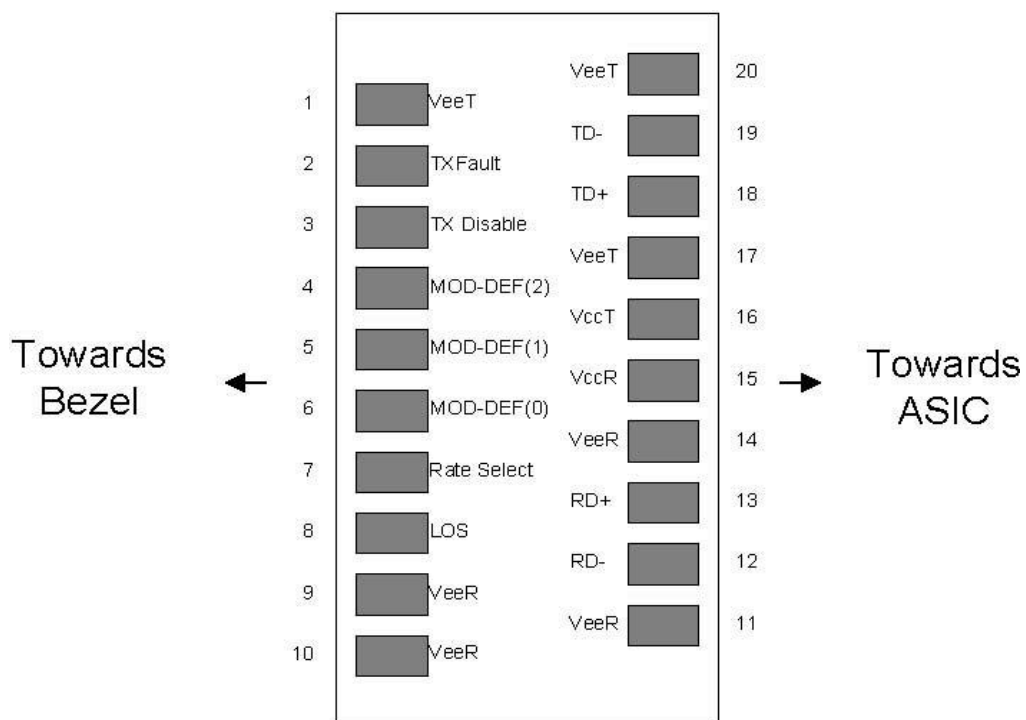 Towards
Bezel
1 VeeT
2 TXFault
3 TX Disable
4 MOD-DEF(2)
5 MOD-DEF(1)
6 MOD-DEF(0)
7 Rate Select
8 LOS
9 VeeR
10 VeeR
VeeT 20
TD- 19
TD+ 18
VeeT 17
VccT 16
VccR 15
VeeR 14
RD+ 13
RD- 12
VeeR 11
Towards
ASIC